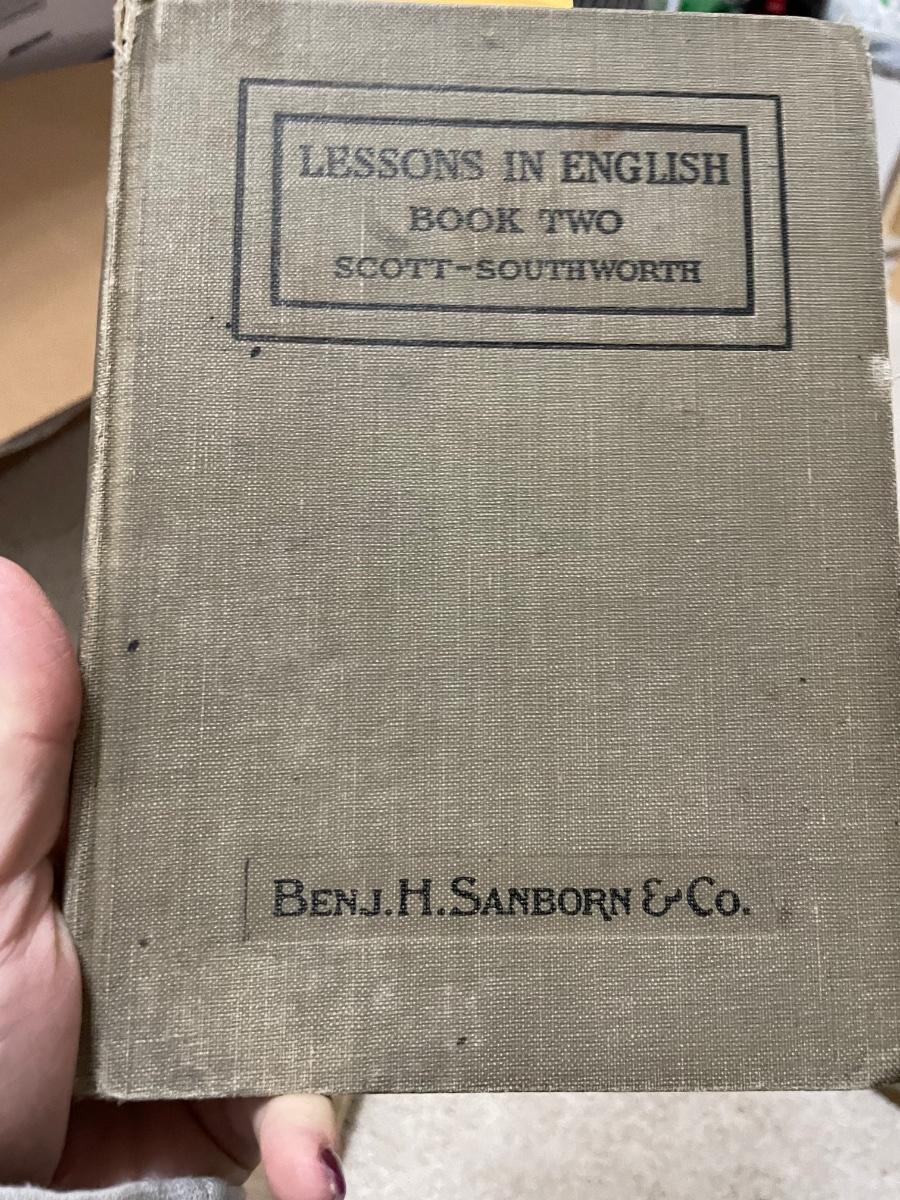 LESSONS IN ENGLISH
BOOK TWO
SCOTT-SOUTHWORTH
BENJ. H. SANBORN & CO.